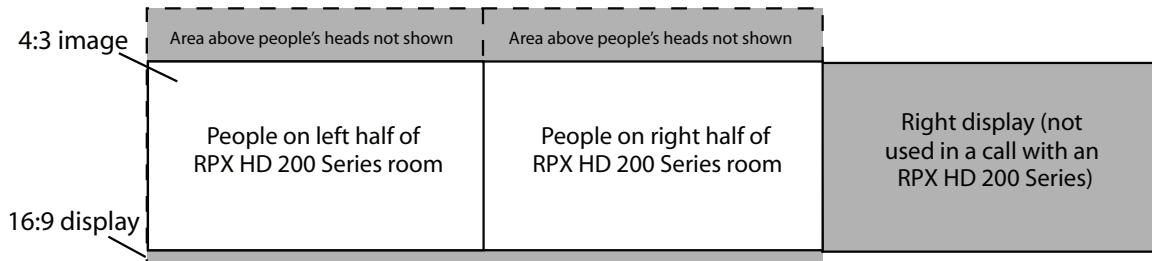 Area above people's heads not shown
Area above people's heads not shown
4:3 image
People on left half of
RPX HD 200 Series room
People on right half of
RPX HD 200 Series room
Right display (not
used in a call with an
RPX HD 200 Series)
16:9 display